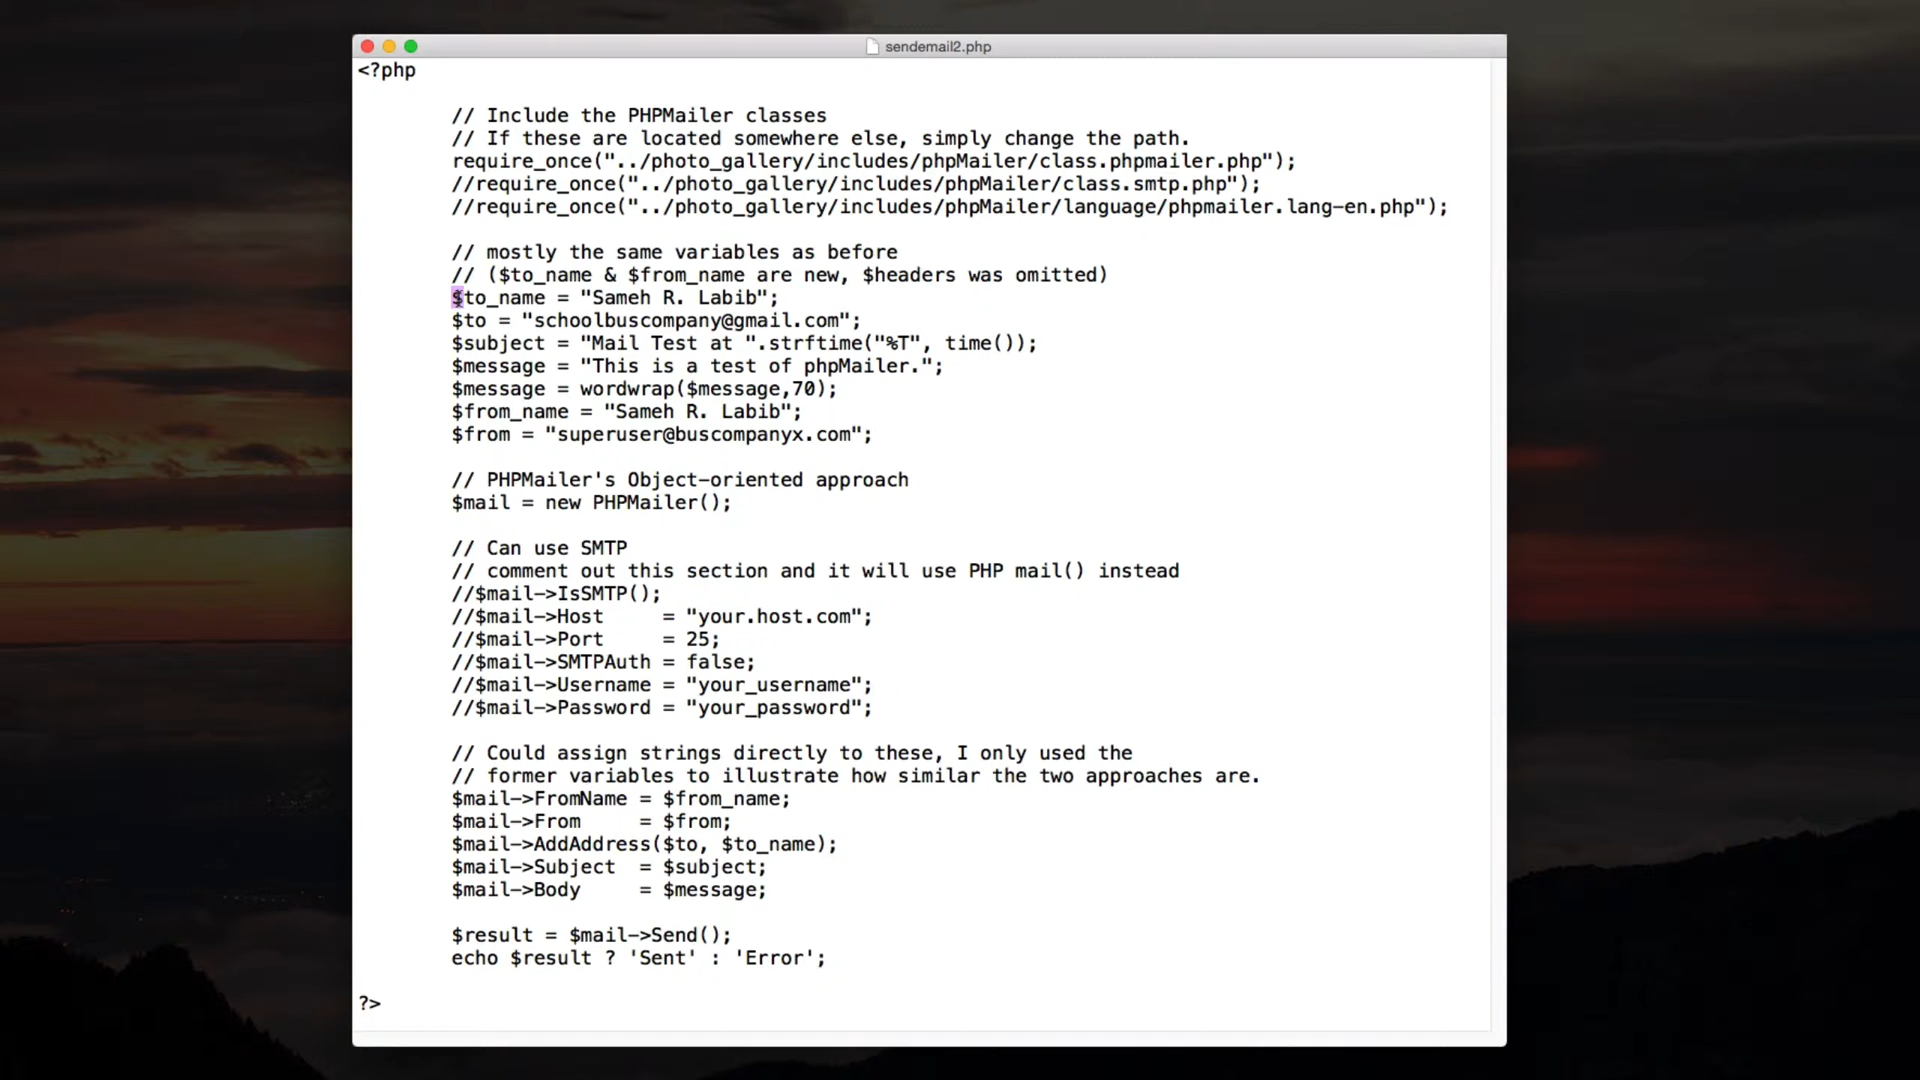 sendemail2.php
<?php
// Include the PHPMailer classes
// If these are located somewhere else, simply change the path.
require_once("../photo_gallery/includes/phpMailer/class.phpmailer.php");
//require_once("../photo_gallery/includes/phpMailer/class.smtp.php");
//require_once("../photo_gallery/includes/phpMailer/language/phpmailer.lang-en.php");
// mostly the same variables as before
// ($to_name & $from_name are new, $headers was omitted)
$to_name = "Sameh R. Labib";
$to = "schoolbuscompany@gmail.com";
$subject = "Mail Test at ".strftime("%T", time());
$message = "This is a test of phpMailer.";
$message = wordwrap($message,70);
$from_name = "Sameh R. Labib";
$from = "superuser@buscompanyx.com";
// PHPMailer's Object-oriented approach
$mail = new PHPMailer();
// Can use SMTP
// comment out this section and it will use PHP mail() instead
//$mail->IsSMTP();
//$mail->Host     = "your.host.com";
//$mail->Port     = 25;
//$mail->SMTPAuth = false;
//$mail->Username = "your_username";
//$mail->Password = "your_password";
// Could assign strings directly to these, I only used the
// former variables to illustrate how similar the two approaches are.
$mail->FromName = $from_name;
$mail->From     = $from;
$mail->AddAddress($to, $to_name);
$mail->Subject  = $subject;
$mail->Body     = $message;
$result = $mail->Send();
echo $result ? 'Sent' : 'Error';
?>